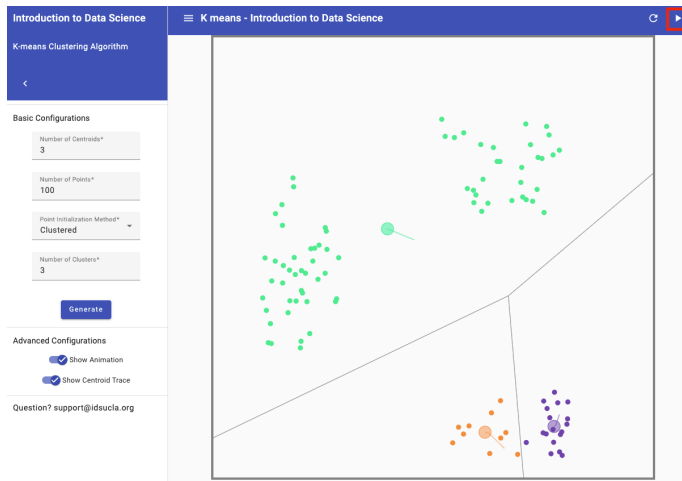 Introduction to Data Science
K means - Introduction to Data Science
K-means Clustering Algorithm
Basic Configurations
Number of Centroids*
3
Number of Points*
100
Point Initialization Method*
Clustered
Number of Clusters*
3
Generate
Advanced Configurations
Show Animation
Show Centroid Trace
Question? support@idsucla.org